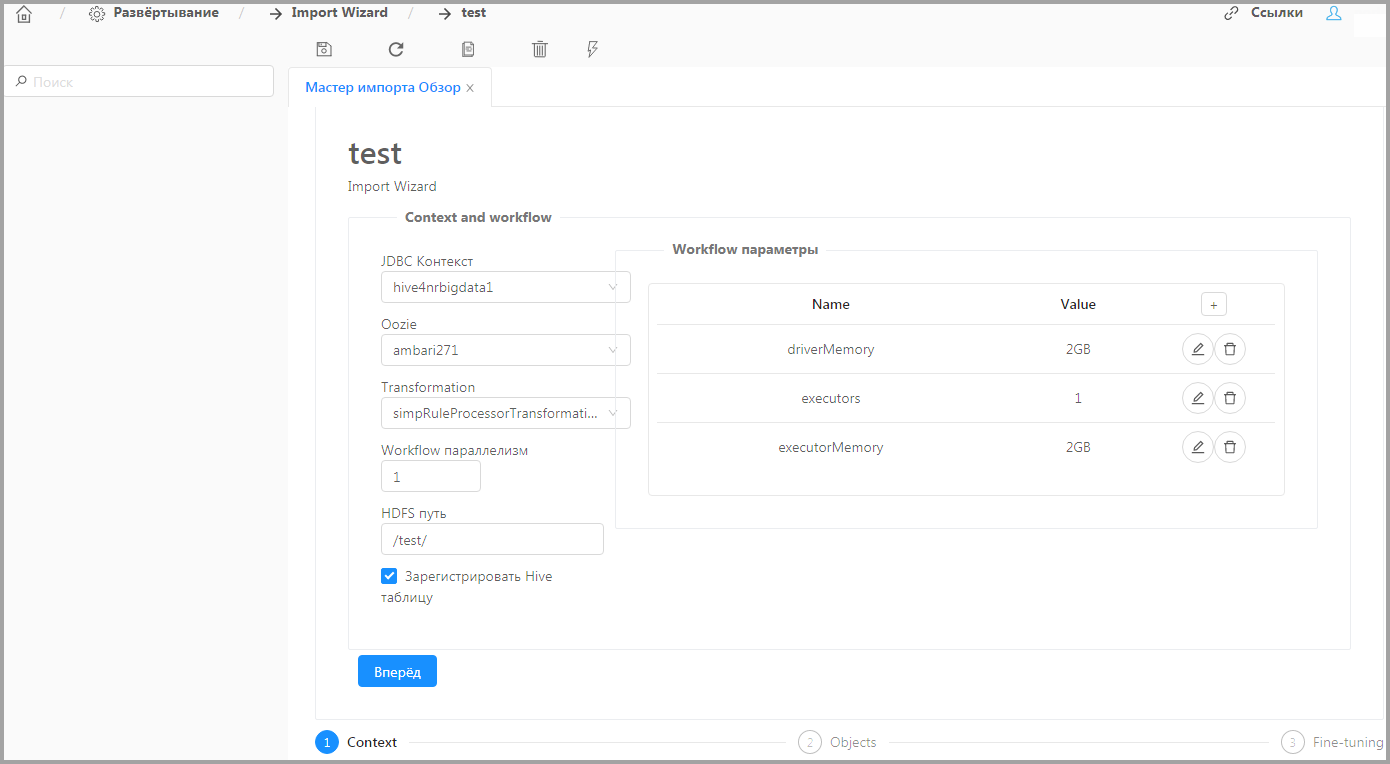 / Развёртывание / Import Wizard / test Ссылки
Поиск
Мастер импорта Обзор ×
test
Import Wizard
Context and workflow
Workflow параметры
JDBC Контекст
hive4nrbigdata1
Oozie
ambari271
Transformation
simpRuleProcessorTransformati...
Workflow параллелизм
1
HDFS путь
/test/
Зарегистрировать Hive
таблицу
Name Value +
driverMemory 2GB
executors 1
executorMemory 2GB
Вперёд
1 Context 2 Objects 3 Fine-tuning